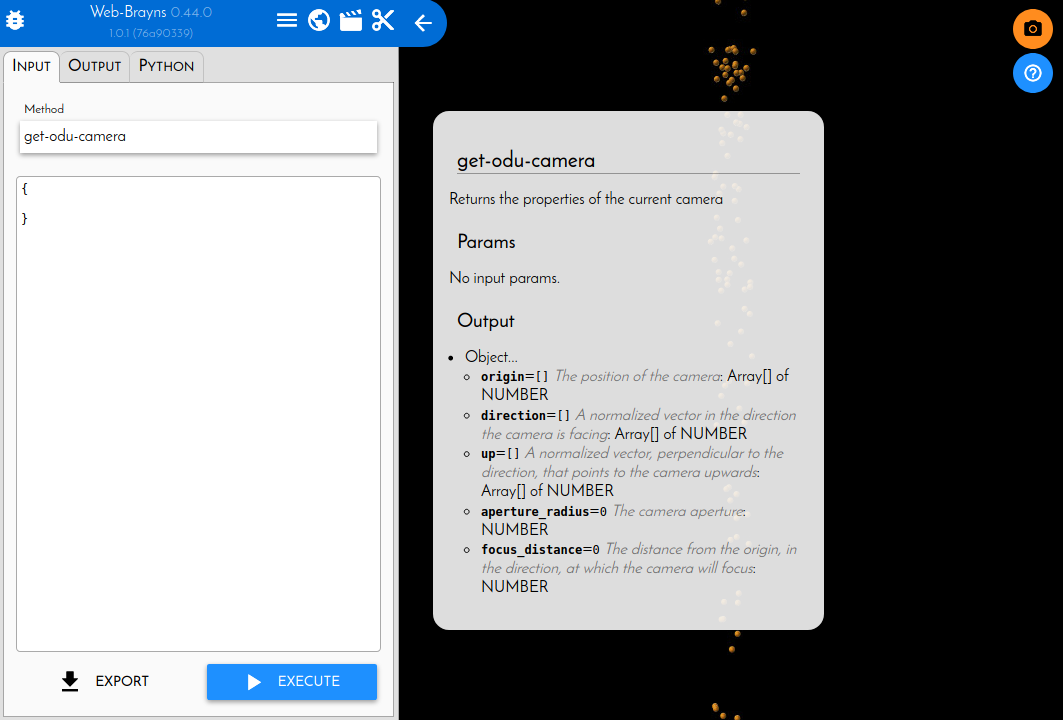 Web-Brayns 0.44.0
1.0.1 (76a90339)
INPUT
OUTPUT
PYTHON
Method
get-odu-camera
{
}
EXPORT
EXECUTE
get-odu-camera
Returns the properties of the current camera
Params
No input params.
Output
Object...
origin=[] The position of the camera: Array[] of
NUMBER
direction=[] A normalized vector in the direction
the camera is facing: Array[] of NUMBER
up=[] A normalized vector, perpendicular to the
direction, that points to the camera upwards:
Array[] of NUMBER
aperture_radius=0 The camera aperture:
NUMBER
focus_distance=0 The distance from the origin, in
the direction, at which the camera will focus:
NUMBER